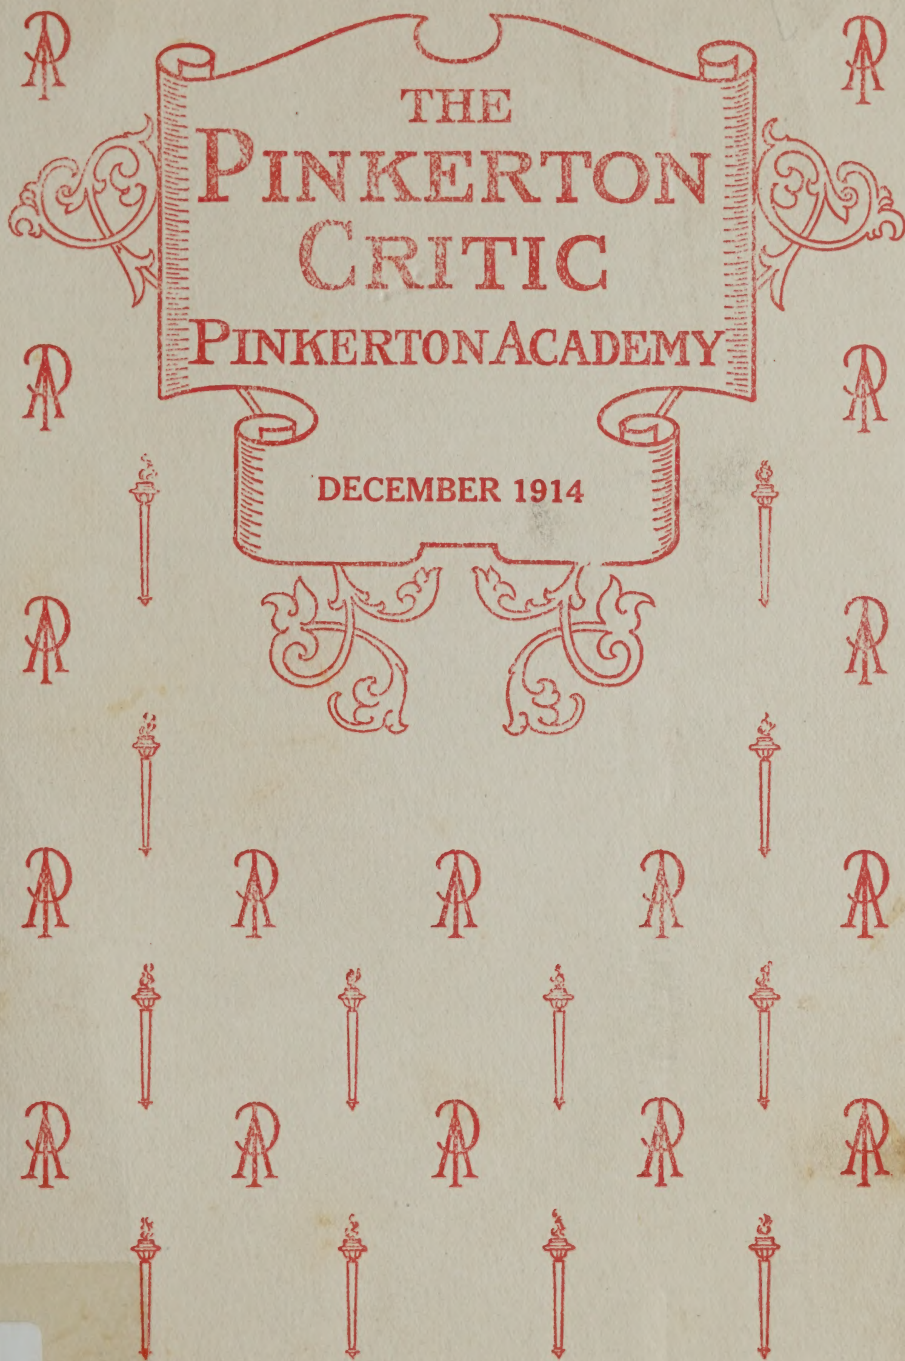 THE
PINKERTON
CRITIC
PINKERTON ACADEMY
DECEMBER 1914